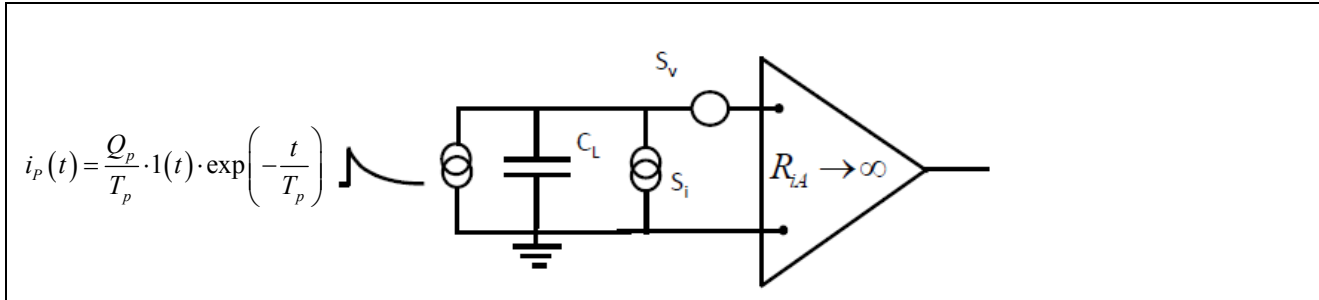 i_P(t) = Q_p/T_p · 1(t) · exp(−t/T_p)
C_L
S_i
S_v
R_iA → ∞